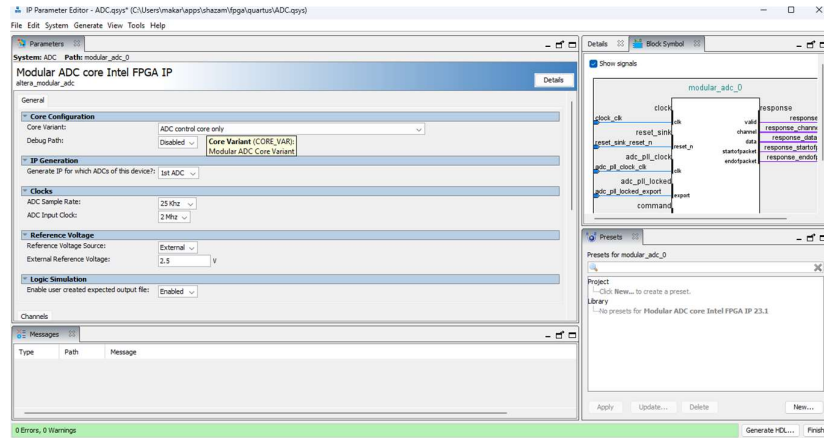 IP Parameter Editor - ADC.qsys* (C:\Users\makar\apps\shazam\fpga\quartus\ADC.qsys)
File Edit System Generate View Tools Help
Parameters
System: ADC Path: modular_adc_0
Modular ADC core Intel FPGA IP
altera_modular_adc
Details
General
Core Configuration
Core Variant:
ADC control core only
Debug Path:
Disabled
Core Variant (CORE_VAR):
Modular ADC Core Variant
IP Generation
Generate IP for which ADCs of this device?:
1st ADC
Clocks
ADC Sample Rate:
25 Khz
ADC Input Clock:
2 Mhz
Reference Voltage
Reference Voltage Source:
External
External Reference Voltage:
2.5
V
Logic Simulation
Enable user created expected output file:
Enabled
Channels
Messages
Type Path Message
0 Errors, 0 Warnings
Details Block Symbol
Show signals
modular_adc_0
clock
clock_clk
clk
reset_sink
reset_sink_reset_n
reset_n
adc_pll_clock
adc_pll_clock_clk
clk
adc_pll_locked
adc_pll_locked_export
export
command
response
valid
response
channel
response_chann
data
response_data
startofpacket
response_startof
endofpacket
response_endof
Presets
Presets for modular_adc_0
Project
Click New... to create a preset.
Library
No presets for Modular ADC core Intel FPGA IP 23.1
Apply Update... Delete New...
Generate HDL... Finish